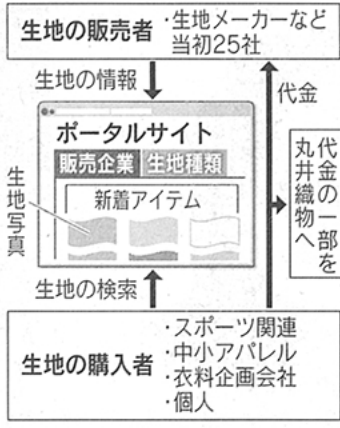 生地の販売者
・生地メーカーなど
当初25社
生地の情報
代金
ポータルサイト
販売企業
生地種類
新着アイテム
生地写真
代金の一部を
丸井織物へ
生地の検索
生地の購入者
・スポーツ関連
・中小アパレル
・衣料企画会社
・個人